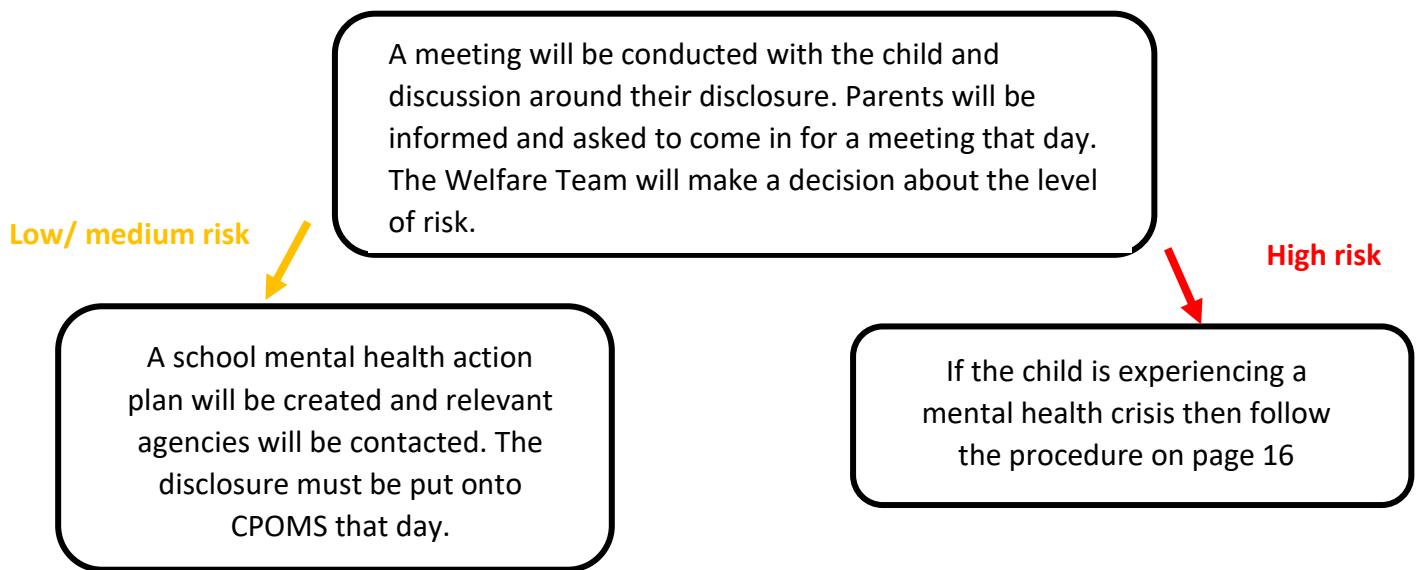 A meeting will be conducted with the child and
discussion around their disclosure. Parents will be
informed and asked to come in for a meeting that day.
The Welfare Team will make a decision about the level
of risk.
Low/ medium risk
High risk
A school mental health action
plan will be created and relevant
agencies will be contacted. The
disclosure must be put onto
CPOMS that day.
If the child is experiencing a
mental health crisis then follow
the procedure on page 16